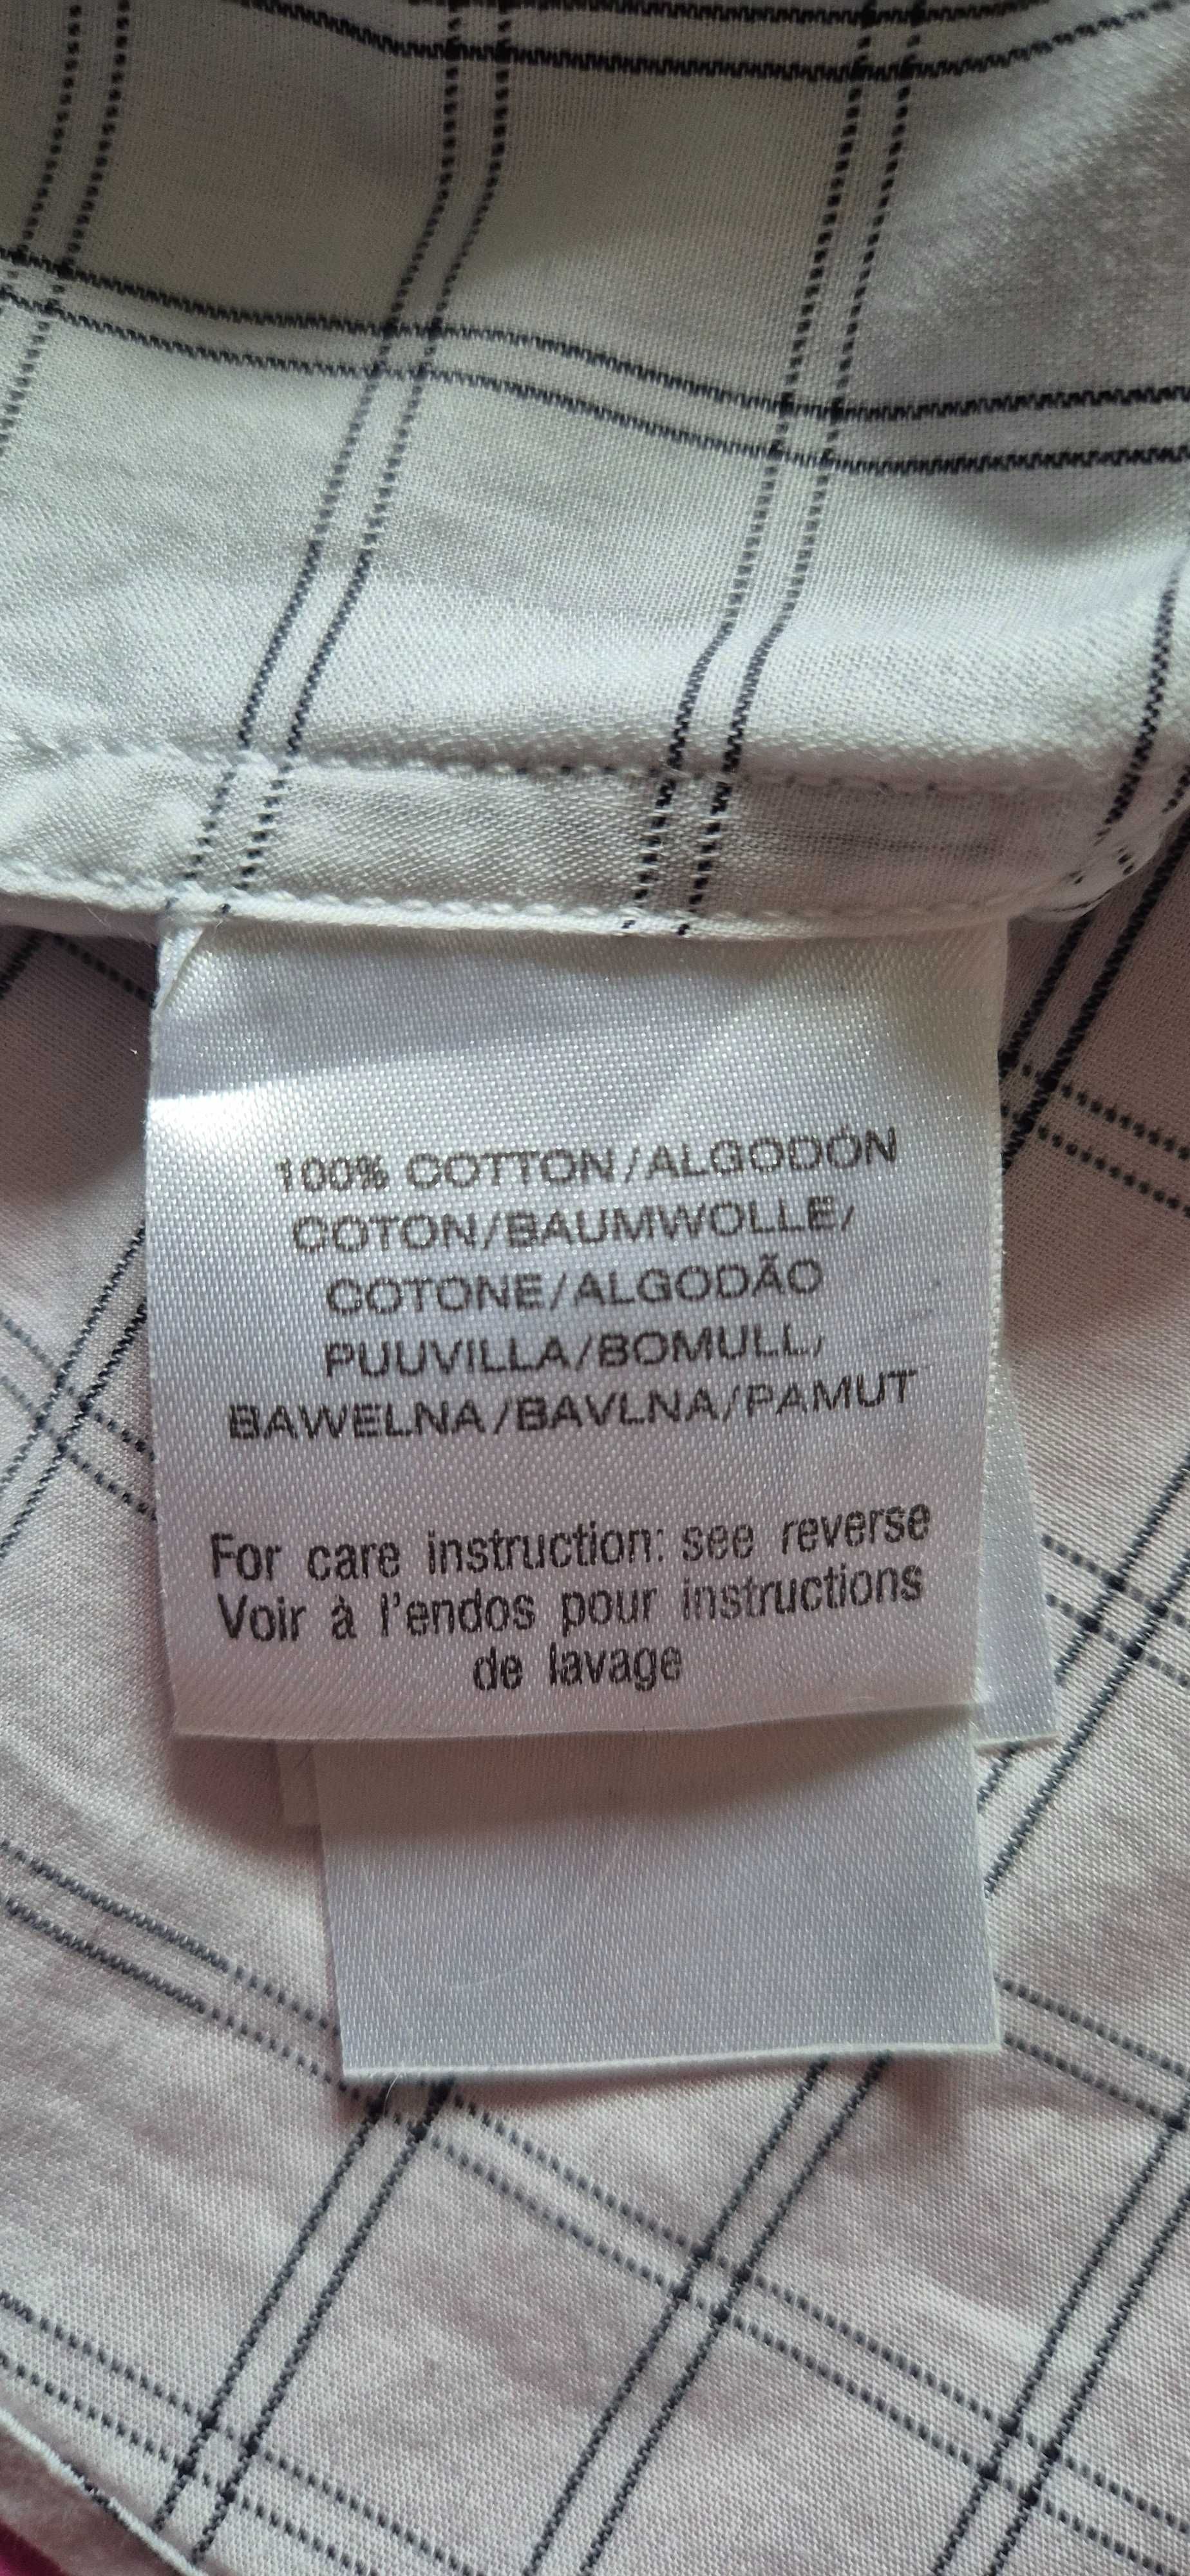 100% COTTON/ALGODÓN
COTON/BAUMWOLLE/
COTONE/ALGODÃO
PUUVILLA/BOMULL/
BAWELNA/BAVLNA/PAMUT
For care instruction: see reverse
Voir à l'endos pour instructions
de lavage